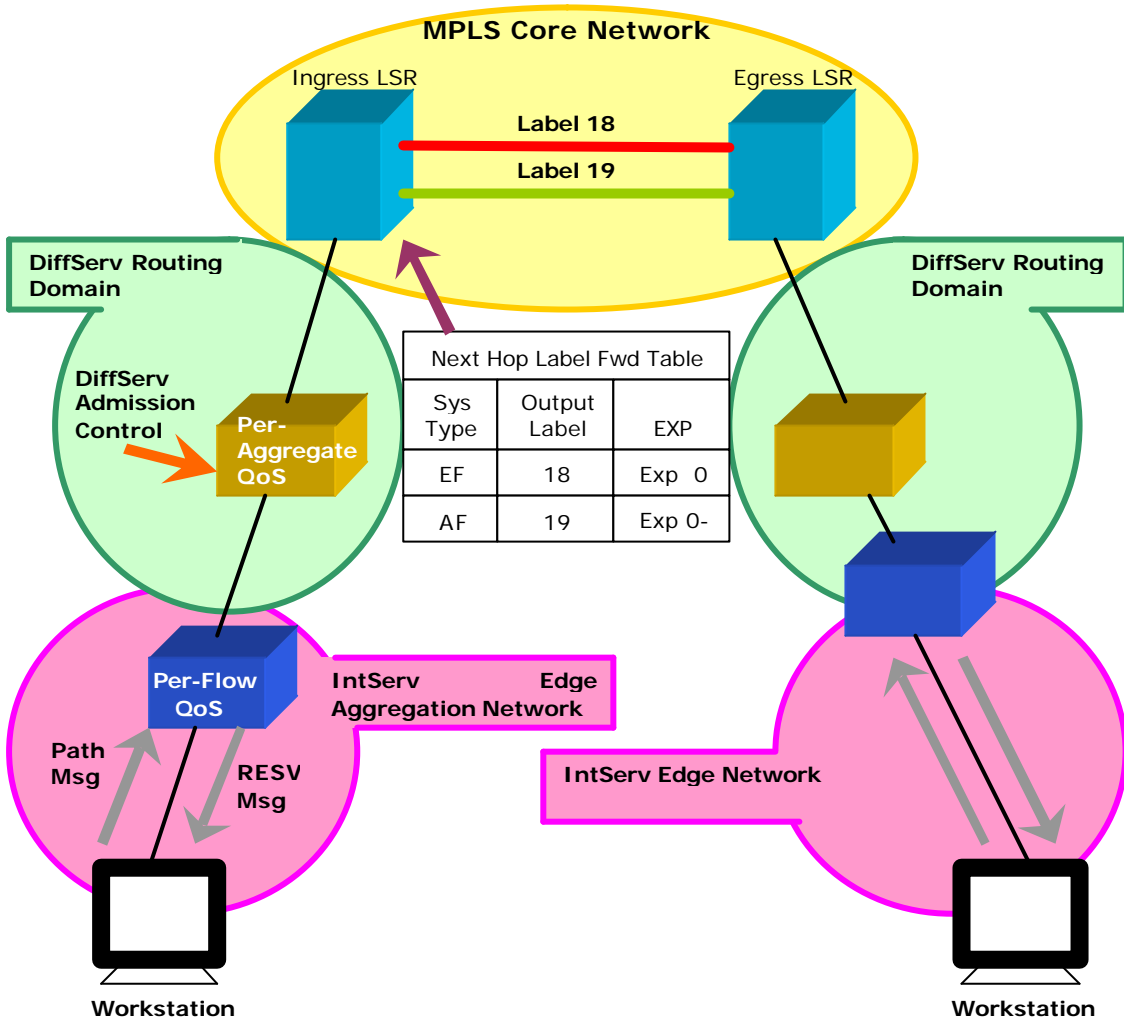 MPLS Core Network
Ingress LSR
Egress LSR
Label 18
Label 19
DiffServ Routing
Domain
DiffServ Routing
Domain
DiffServ
Admission
Control
Per-
Aggregate
QoS
Next Hop Label Fwd Table
Sys
Type
Output
Label
EXP
EF
18
Exp 0
AF
19
Exp 0-
Per-Flow
QoS
IntServ Edge
Aggregation Network
Path
Msg
RESV
Msg
IntServ Edge Network
Workstation
Workstation